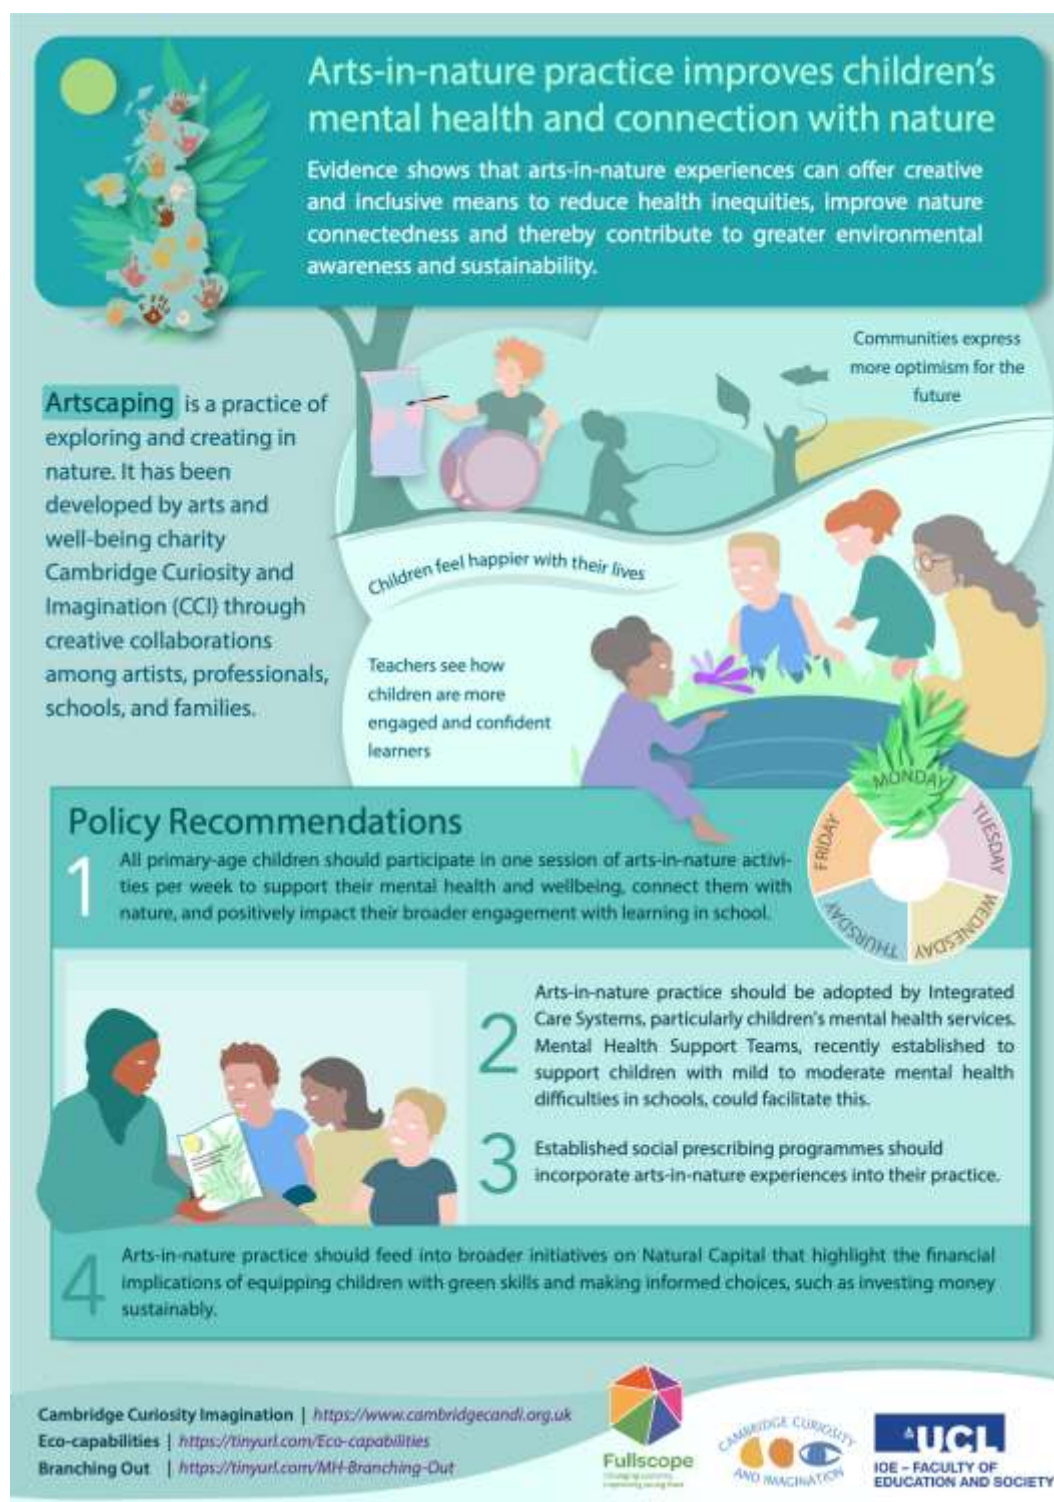 Arts-in-nature practice improves children's
mental health and connection with nature
Evidence shows that arts-in-nature experiences can offer creative
and inclusive means to reduce health inequities, improve nature
connectedness and thereby contribute to greater environmental
awareness and sustainability.
Communities express
more optimism for the
future
Artscaping is a practice of
exploring and creating in
nature. It has been
developed by arts and
well-being charity
Cambridge Curiosity and
Imagination (CCI) through
creative collaborations
among artists, professionals,
schools, and families.
Children feel happier with their lives
Teachers see how
children are more
engaged and confident
learners
MONDAY
TUESDAY
WEDNESDAY
THURSDAY
FRIDAY
Policy Recommendations
1
All primary-age children should participate in one session of arts-in-nature activi-
ties per week to support their mental health and wellbeing, connect them with
nature, and positively impact their broader engagement with learning in school.
2
Arts-in-nature practice should be adopted by Integrated
Care Systems, particularly children's mental health services.
Mental Health Support Teams, recently established to
support children with mild to moderate mental health
difficulties in schools, could facilitate this.
3
Established social prescribing programmes should
incorporate arts-in-nature experiences into their practice.
4
Arts-in-nature practice should feed into broader initiatives on Natural Capital that highlight the financial
implications of equipping children with green skills and making informed choices, such as investing money
sustainably.
Cambridge Curiosity Imagination | https://www.cambridgecandi.org.uk
Eco-capabilities | https://tinyurl.com/Eco-capabilities
Branching Out | https://tinyurl.com/MH-Branching-Out
Fullscope
CAMBRIDGE CURIOSITY
AND IMAGINATION
UCL
IOE – FACULTY OF
EDUCATION AND SOCIETY